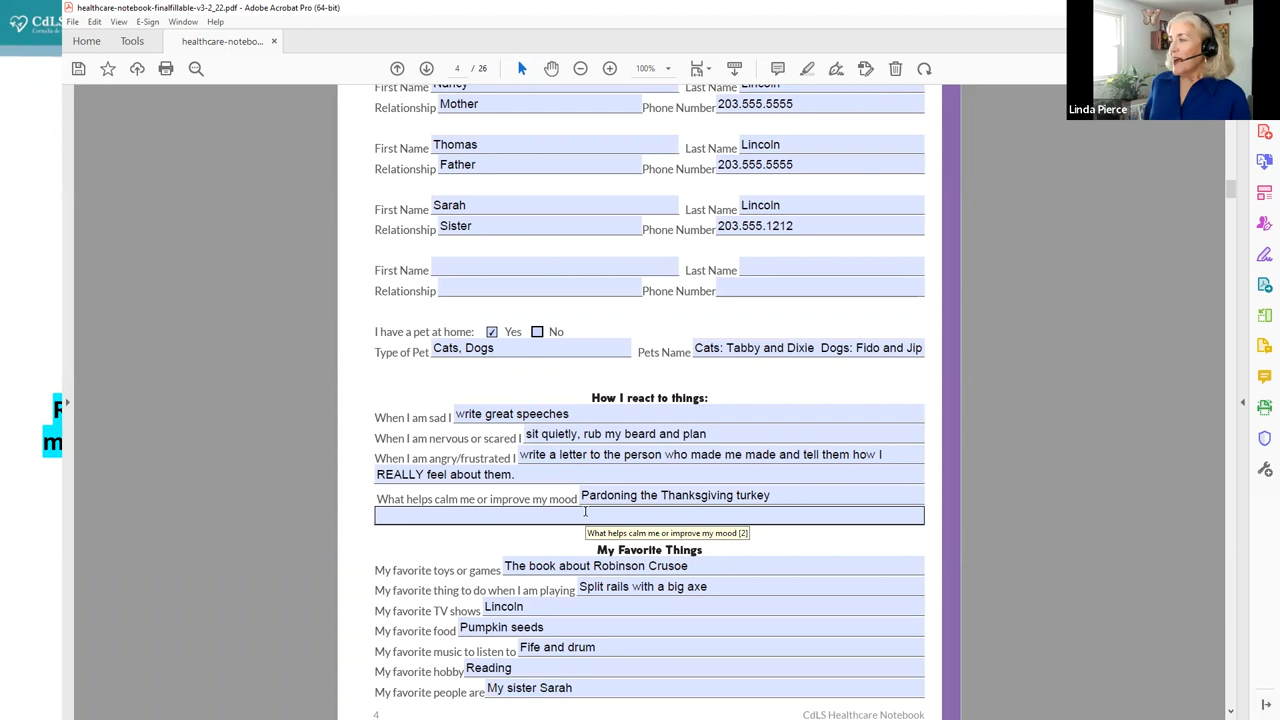 healthcare-notebook-finalfillable-v3-2_22.pdf - Adobe Acrobat Pro (64-bit)
File Edit View E-Sign Window Help
Home Tools healthcare-notebo... ×
4 / 26 100%
CdLS
Linda Pierce
First Name Nancy Last Name Lincoln
Relationship Mother Phone Number 203.555.5555
First Name Thomas Last Name Lincoln
Relationship Father Phone Number 203.555.5555
First Name Sarah Last Name Lincoln
Relationship Sister Phone Number 203.555.1212
First Name Last Name
Relationship Phone Number
I have a pet at home: Yes No
Type of Pet Cats, Dogs Pets Name Cats: Tabby and Dixie Dogs: Fido and Jip
How I react to things:
When I am sad I write great speeches
When I am nervous or scared I sit quietly, rub my beard and plan
When I am angry/frustrated I write a letter to the person who made me made and tell them how I
REALLY feel about them.
What helps calm me or improve my mood Pardoning the Thanksgiving turkey
What helps calm me or improve my mood [2]
My Favorite Things
My favorite toys or games The book about Robinson Crusoe
My favorite thing to do when I am playing Split rails with a big axe
My favorite TV shows Lincoln
My favorite food Pumpkin seeds
My favorite music to listen to Fife and drum
My favorite hobby Reading
My favorite people are My sister Sarah
4 CdLS Healthcare Notebook